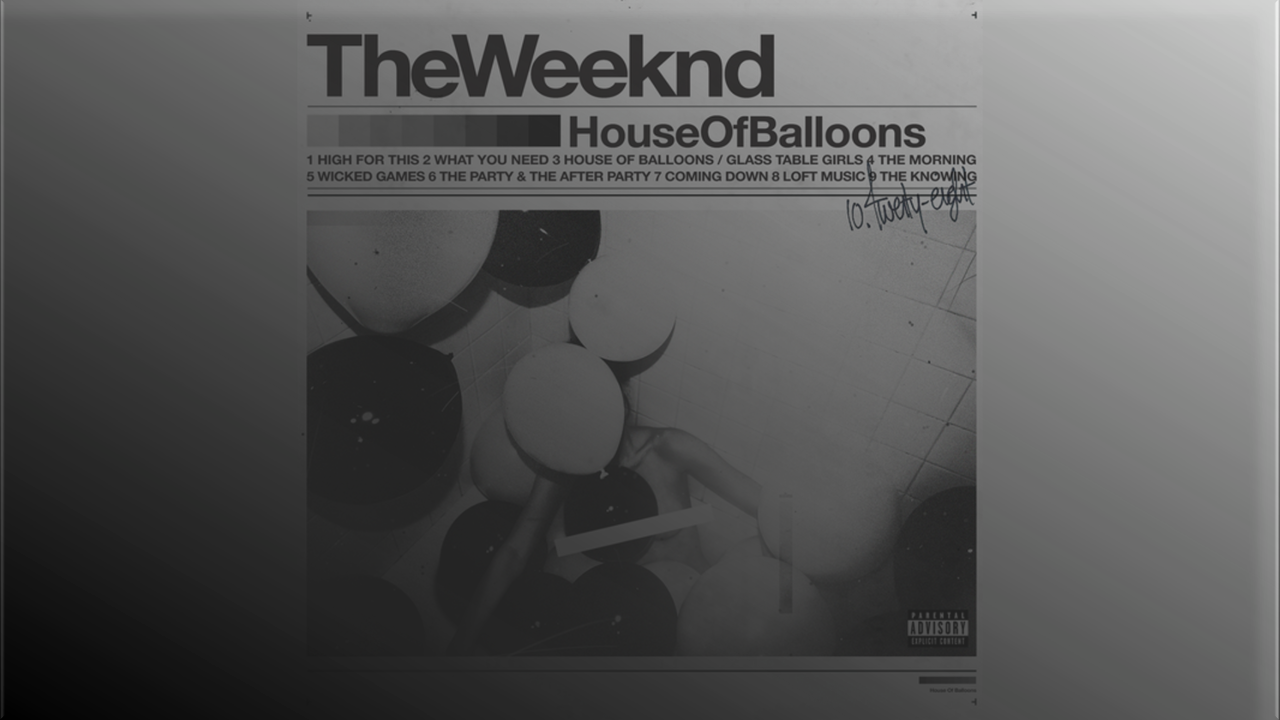 TheWeeknd
HouseOfBalloons
1 HIGH FOR THIS 2 WHAT YOU NEED 3 HOUSE OF BALLOONS / GLASS TABLE GIRLS 4 THE MORNING
5 WICKED GAMES 6 THE PARTY & THE AFTER PARTY 7 COMING DOWN 8 LOFT MUSIC 9 THE KNOWING
10. Twenty-eight
PARENTAL
ADVISORY
EXPLICIT CONTENT
House Of Balloons